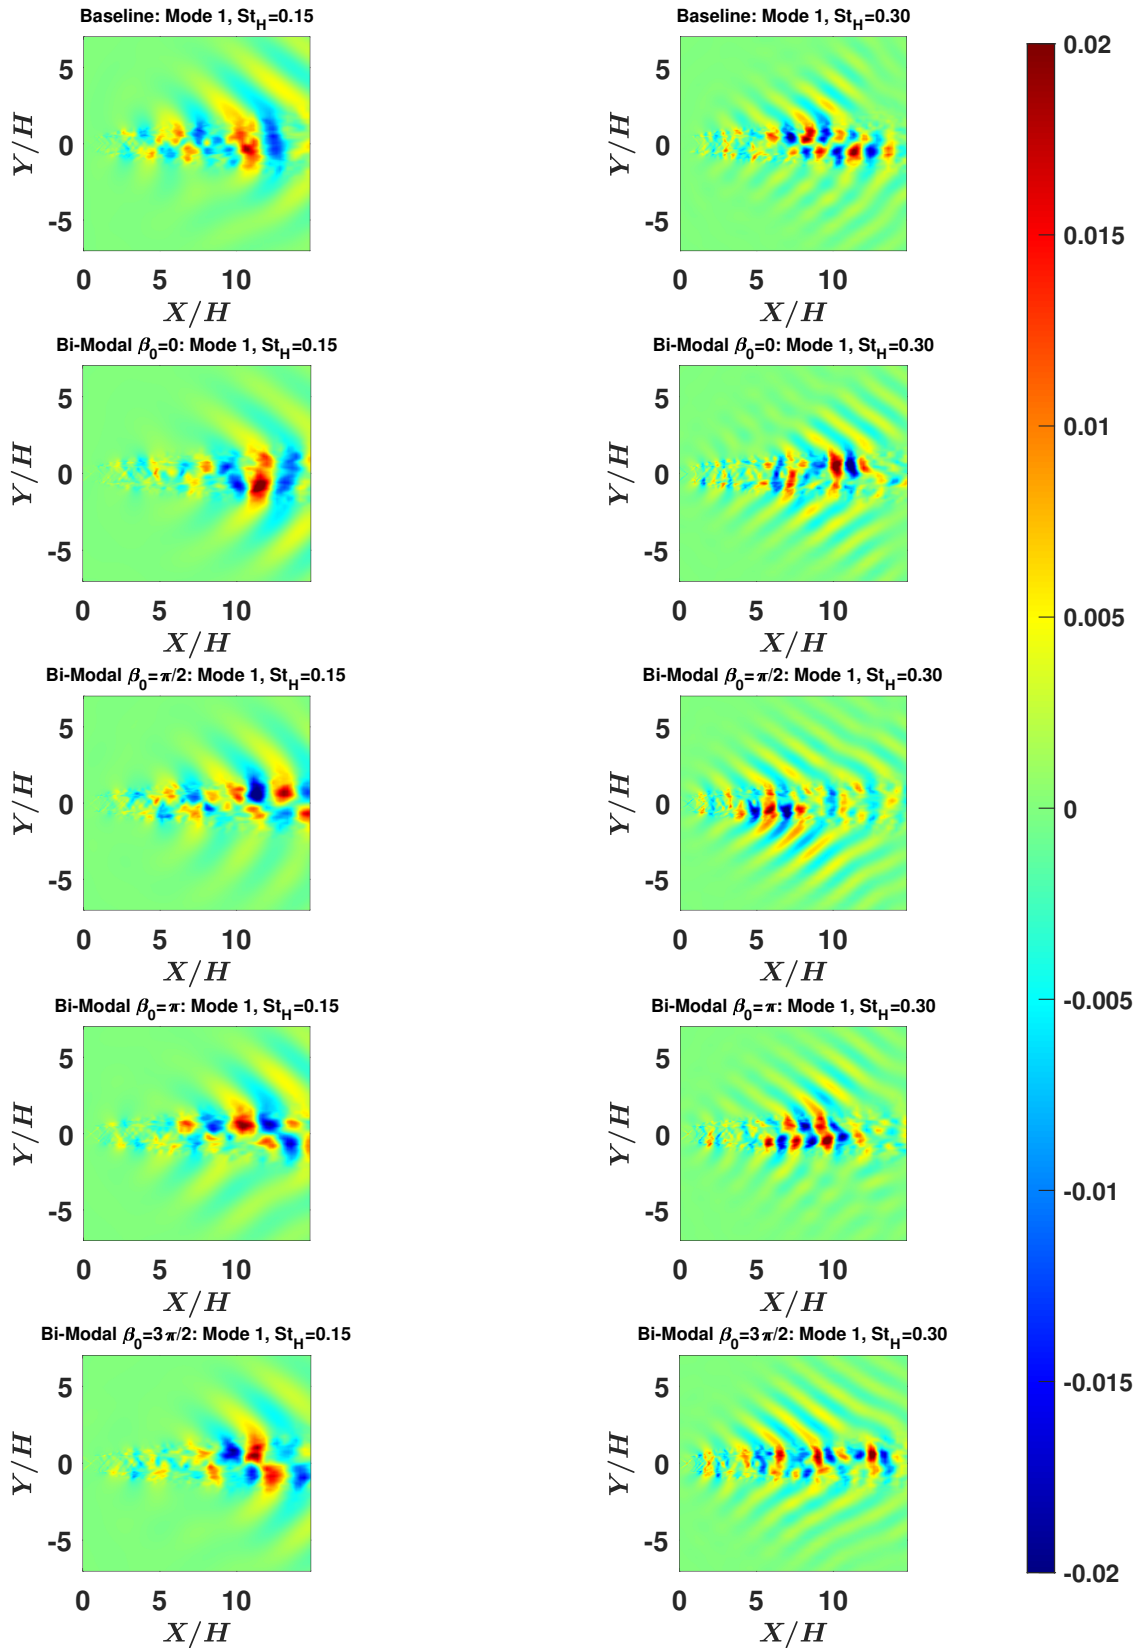 Baseline: Mode 1, St_H=0.15
Baseline: Mode 1, St_H=0.30
5
0
-5
Y/H
0 5 10
X/H
5
0
-5
Y/H
0 5 10
X/H
Bi-Modal β_0=0: Mode 1, St_H=0.15
Bi-Modal β_0=0: Mode 1, St_H=0.30
5
0
-5
Y/H
0 5 10
X/H
5
0
-5
Y/H
0 5 10
X/H
Bi-Modal β_0=π/2: Mode 1, St_H=0.15
Bi-Modal β_0=π/2: Mode 1, St_H=0.30
5
0
-5
Y/H
0 5 10
X/H
5
0
-5
Y/H
0 5 10
X/H
Bi-Modal β_0=π: Mode 1, St_H=0.15
Bi-Modal β_0=π: Mode 1, St_H=0.30
5
0
-5
Y/H
0 5 10
X/H
5
0
-5
Y/H
0 5 10
X/H
Bi-Modal β_0=3π/2: Mode 1, St_H=0.15
Bi-Modal β_0=3π/2: Mode 1, St_H=0.30
5
0
-5
Y/H
0 5 10
X/H
5
0
-5
Y/H
0 5 10
X/H
0.02
0.015
0.01
0.005
0
-0.005
-0.01
-0.015
-0.02